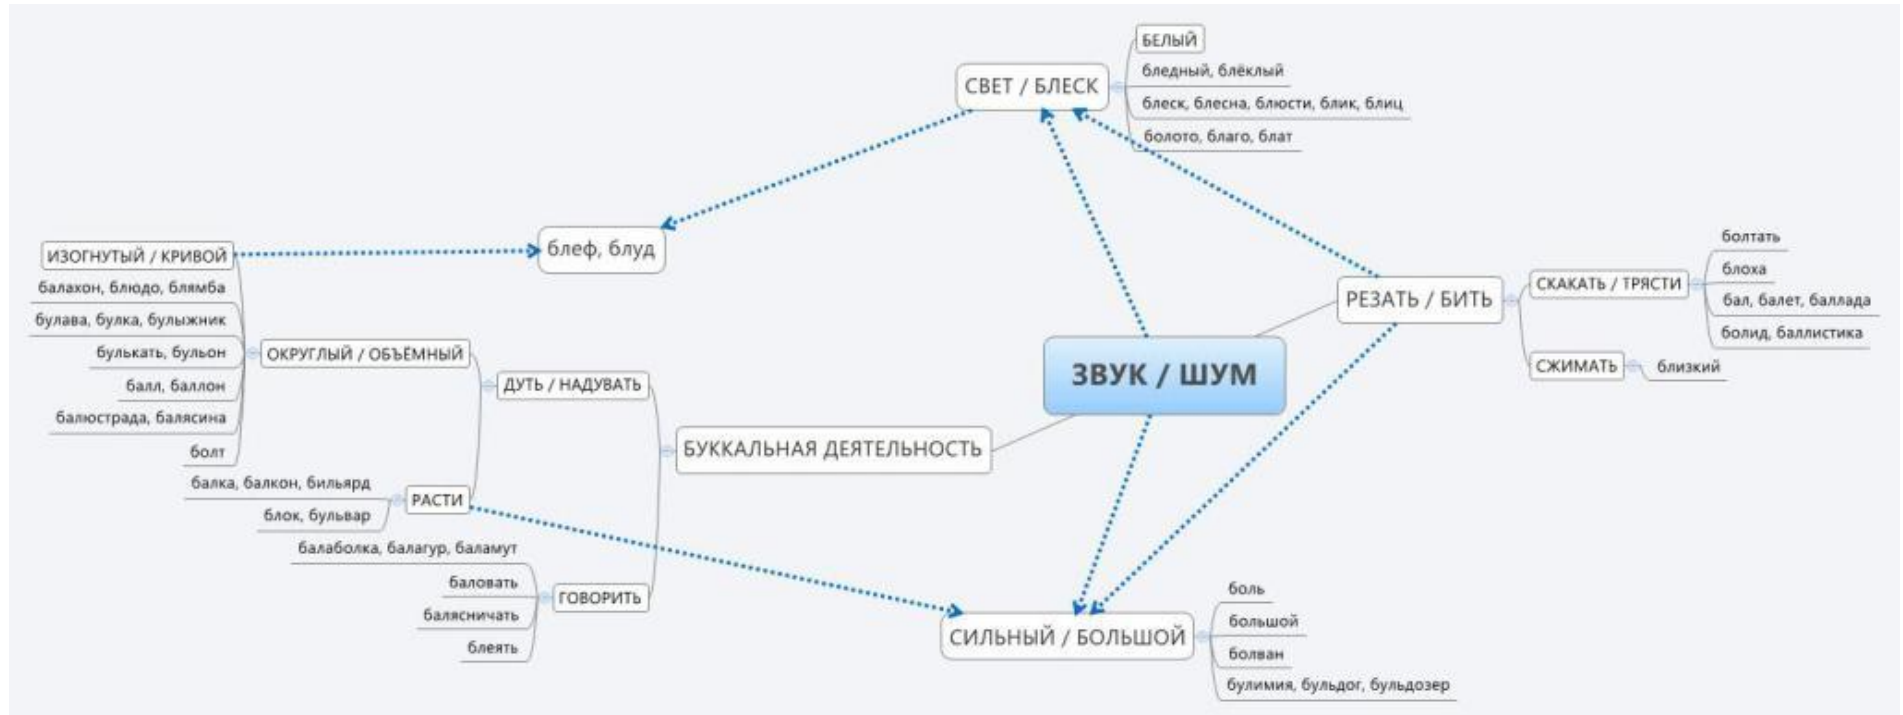 БЕЛЫЙ
СВЕТ / БЛЕСК
бледный, блёклый
блеск, блесна, блюсти, блик, блиц
болото, благо, блат
блеф, блуд
ИЗОГНУТЫЙ / КРИВОЙ
балахон, блюдо, блямба
булава, булка, булыжник
булькать, бульон
балл, баллон
балюстрада, балясина
болт
ОКРУГЛЫЙ / ОБЪЁМНЫЙ
ДУТЬ / НАДУВАТЬ
балка, балкон, бильярд
блок, бульвар
РАСТИ
БУККАЛЬНАЯ ДЕЯТЕЛЬНОСТЬ
балаболка, балагур, баламут
баловать
балясничать
блеять
ГОВОРИТЬ
ЗВУК / ШУМ
РЕЗАТЬ / БИТЬ
СКАКАТЬ / ТРЯСТИ
болтать
блоха
бал, балет, баллада
болид, баллистика
СЖИМАТЬ
близкий
СИЛЬНЫЙ / БОЛЬШОЙ
боль
большой
болван
булимия, бульдог, бульдозер